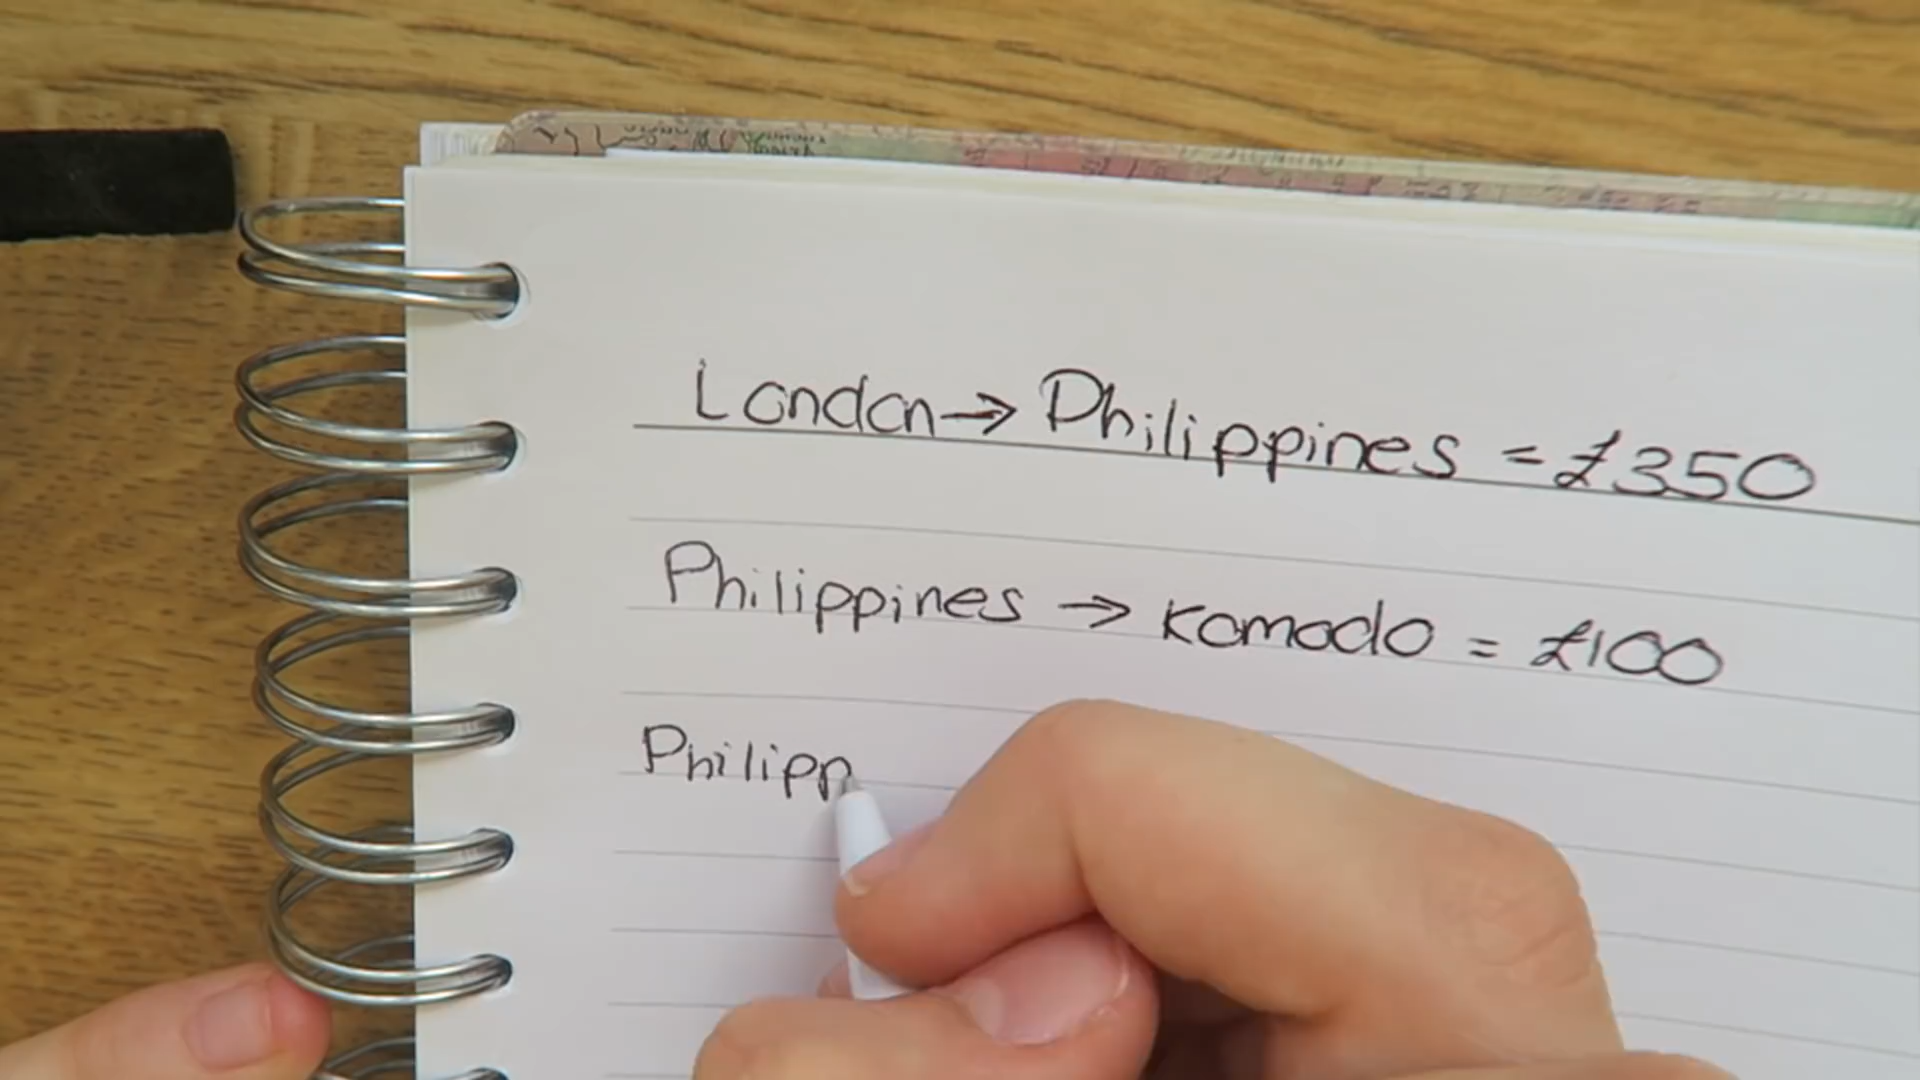 London → Philippines = £350
Philippines → Komodo = £100
Philipp